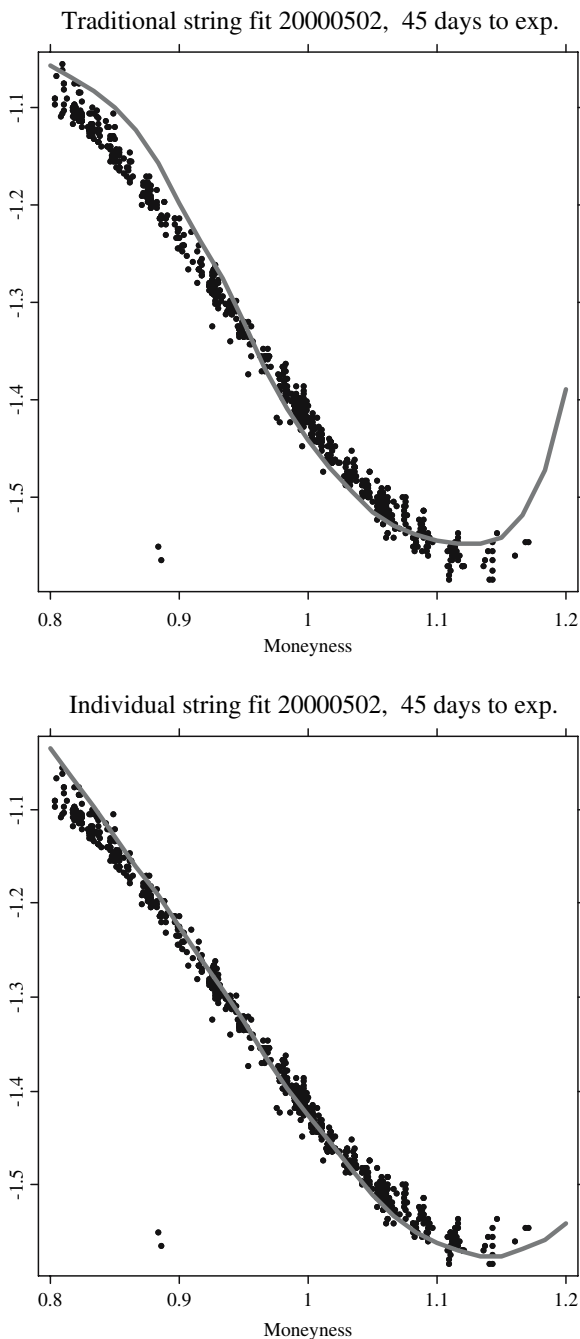 Traditional string fit 20000502,  45 days to exp.
-1.1
-1.2
-1.3
-1.4
-1.5
0.8 0.9 1 1.1 1.2
Moneyness
Individual string fit 20000502,  45 days to exp.
-1.1
-1.2
-1.3
-1.4
-1.5
0.8 0.9 1 1.1 1.2
Moneyness